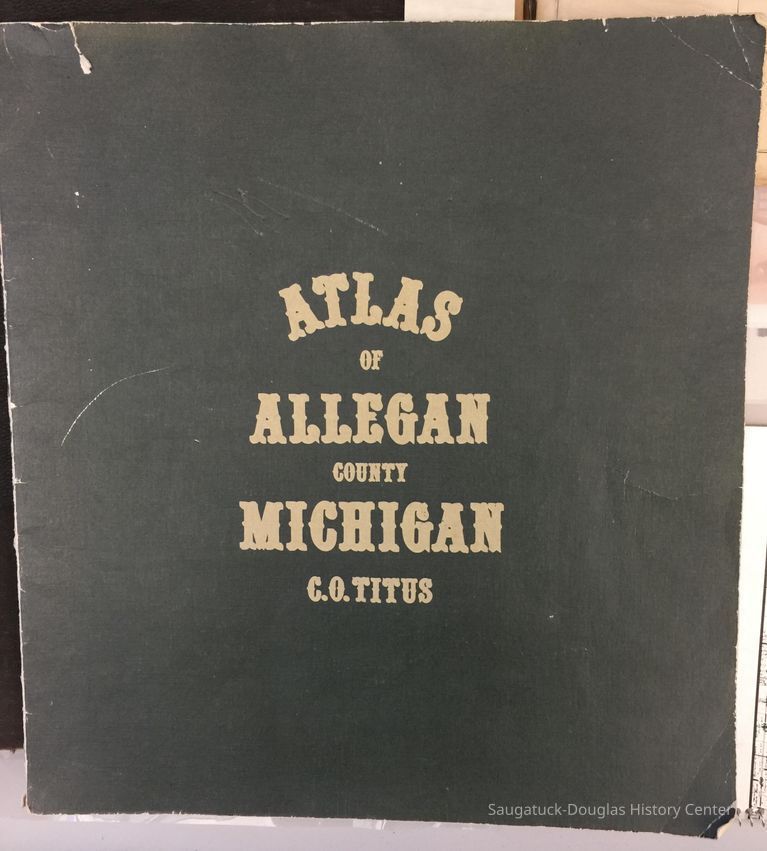 ATLAS
OF
ALLEGAN
COUNTY
MICHIGAN
C.O. TITUS
Saugatuck-Douglas History Center